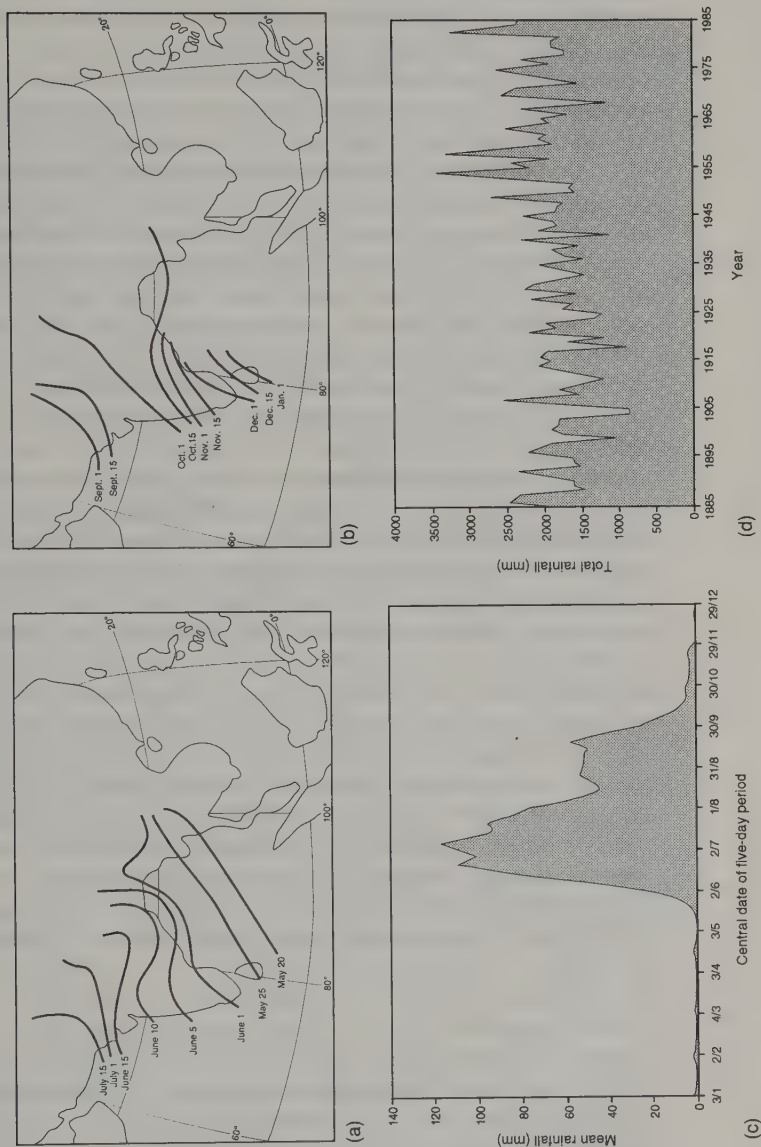 (a)
60°
80°
100°
120°
20°
0°
July 15
July 1
June 15
June 10
June 5
June 1
May 25
May 20
(b)
60°
80°
100°
120°
20°
0°
Sept. 1
Sept. 15
Oct. 1
Oct.15
Nov. 1
Nov. 15
Dec. 1
Dec. 15
Jan. 1
(c)
Mean rainfall (mm)
140
120
100
80
60
40
20
0
3/1 2/2 4/3 3/4 3/5 2/6 2/7 1/8 31/8 30/9 30/10 29/11 29/12
Central date of five-day period
(d)
Total rainfall (mm)
4000
3500
3000
2500
2000
1500
1000
500
0
1885 1895 1905 1915 1925 1935 1945 1955 1965 1975 1985
Year